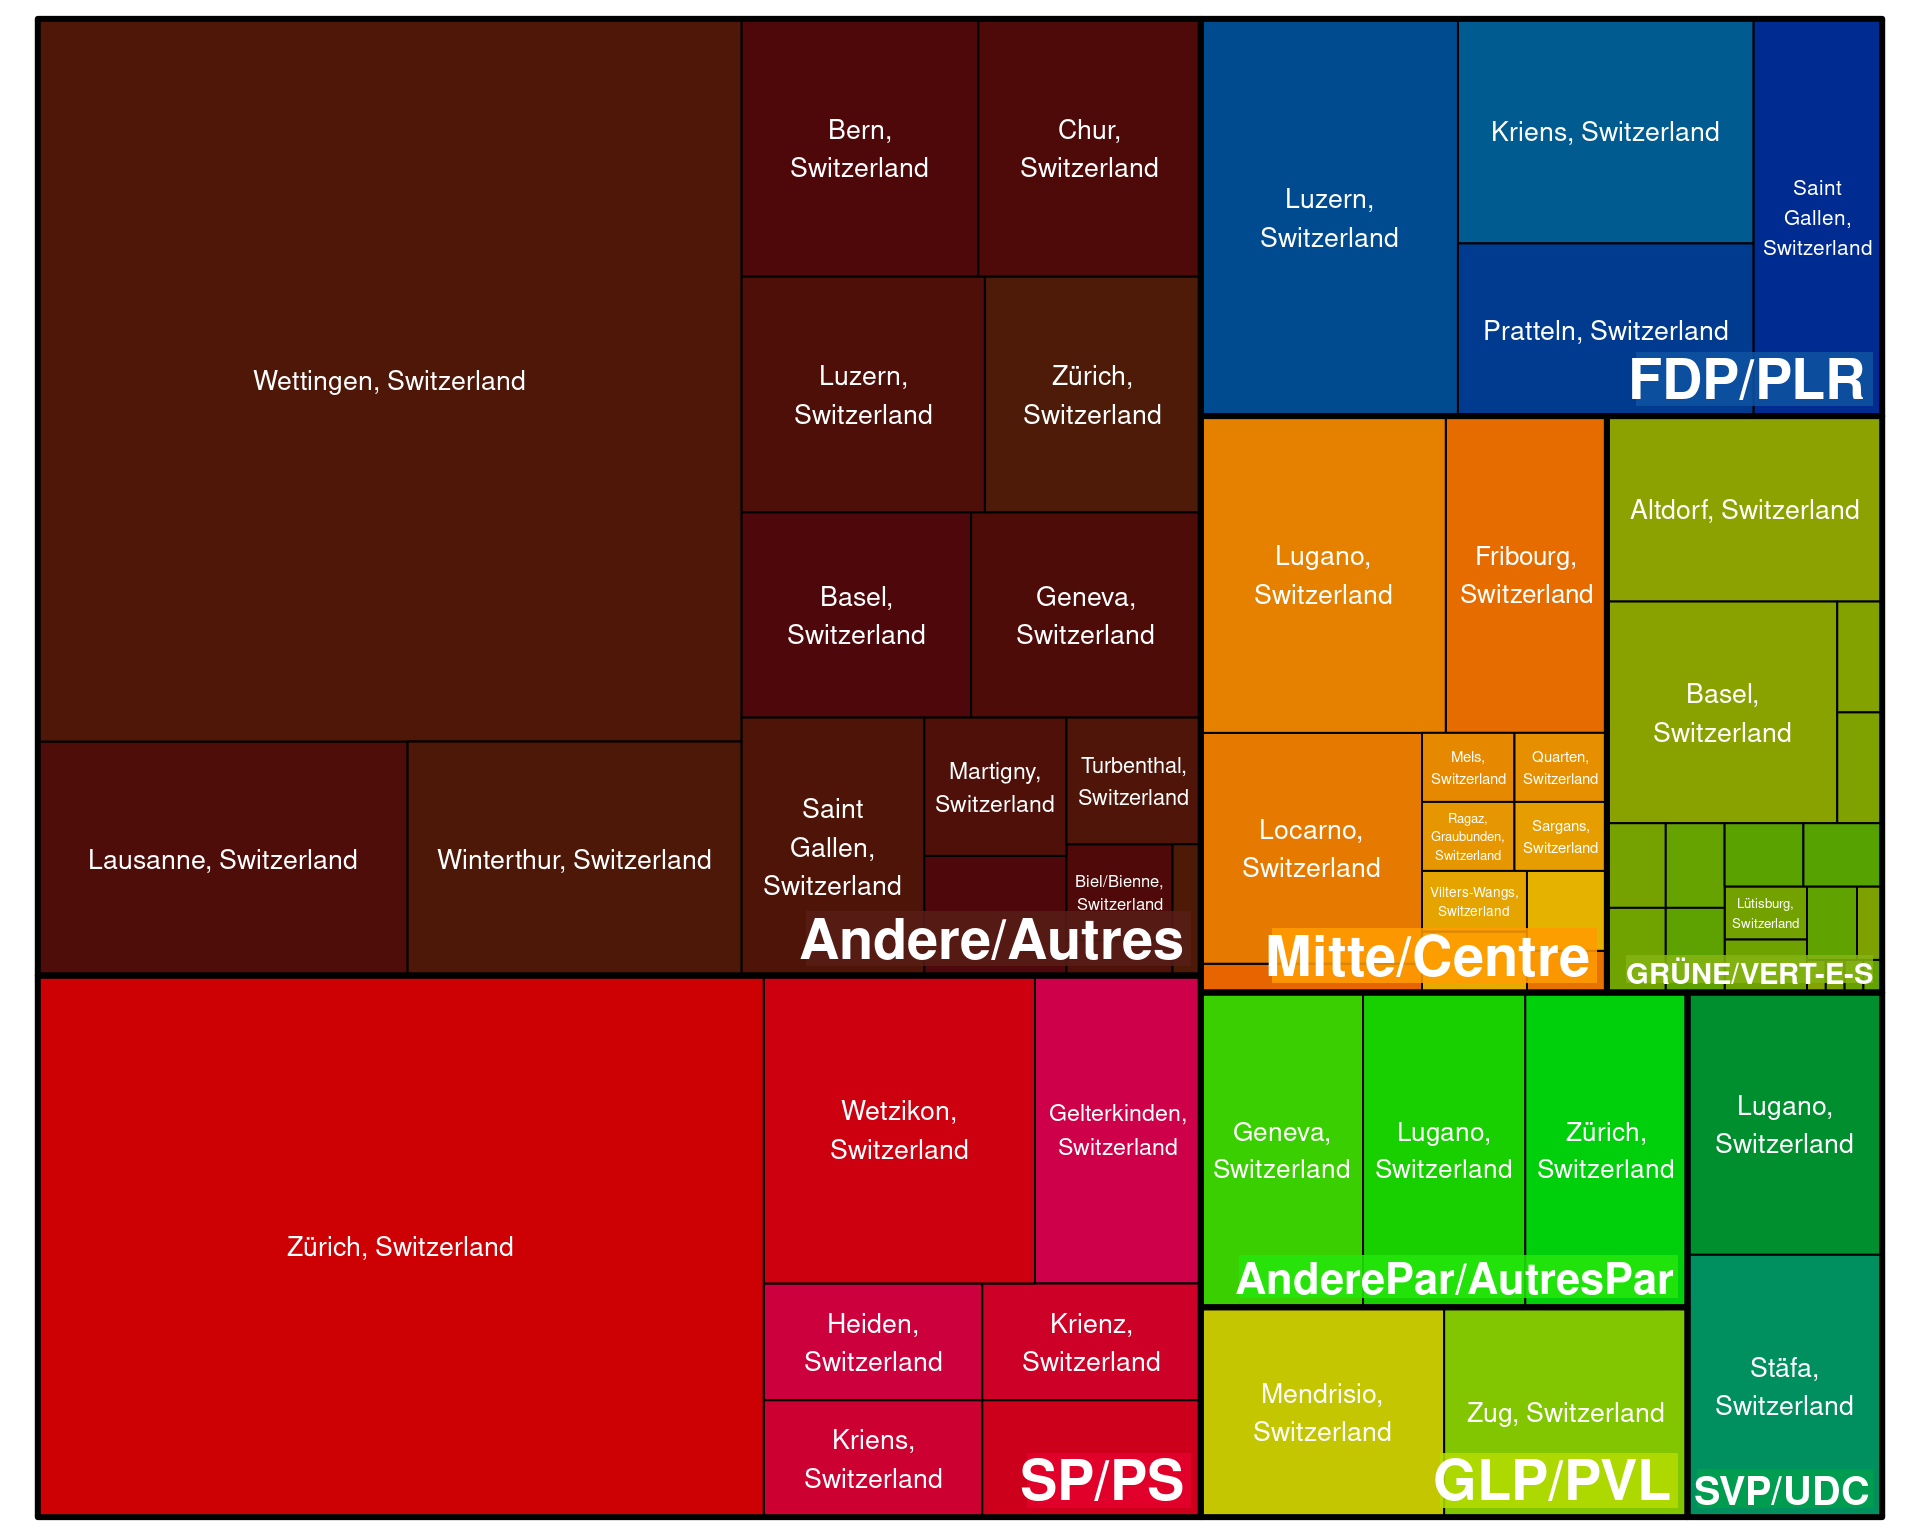 Wettingen, Switzerland
Bern,
Switzerland
Chur,
Switzerland
Luzern,
Switzerland
Zürich,
Switzerland
Basel,
Switzerland
Geneva,
Switzerland
Lausanne, Switzerland
Winterthur, Switzerland
Saint
Gallen,
Switzerland
Martigny,
Switzerland
Turbenthal,
Switzerland
Biel/Bienne,
Switzerland
Andere/Autres
Zürich, Switzerland
Wetzikon,
Switzerland
Gelterkinden,
Switzerland
Heiden,
Switzerland
Krienz,
Switzerland
Kriens,
Switzerland
SP/PS
Luzern,
Switzerland
Kriens, Switzerland
Pratteln, Switzerland
Saint
Gallen,
Switzerland
FDP/PLR
Lugano,
Switzerland
Fribourg,
Switzerland
Locarno,
Switzerland
Mels,
Switzerland
Quarten,
Switzerland
Ragaz,
Graubunden,
Switzerland
Sargans,
Switzerland
Vilters-Wangs,
Switzerland
Mitte/Centre
Altdorf, Switzerland
Basel,
Switzerland
Lütisburg,
Switzerland
GRÜNE/VERT-E-S
Geneva,
Switzerland
Lugano,
Switzerland
Zürich,
Switzerland
AnderePar/AutresPar
Mendrisio,
Switzerland
Zug, Switzerland
GLP/PVL
Lugano,
Switzerland
Stäfa,
Switzerland
SVP/UDC